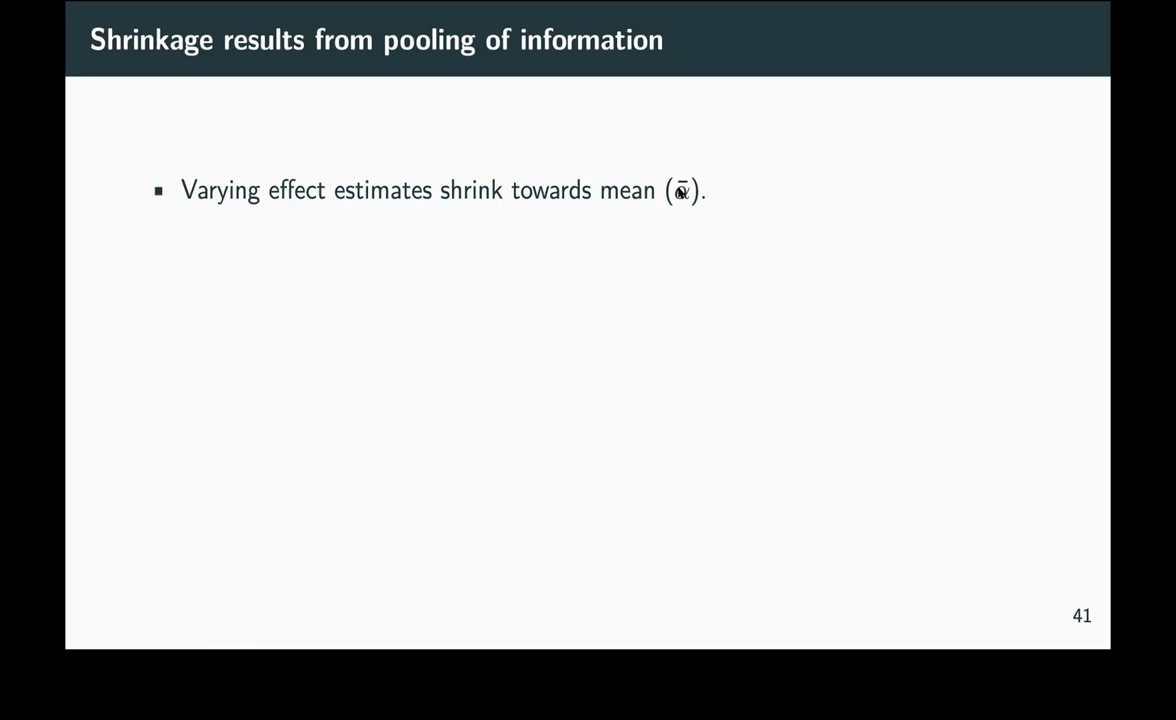 Shrinkage results from pooling of information
▪ Varying effect estimates shrink towards mean (ᾱ).
41